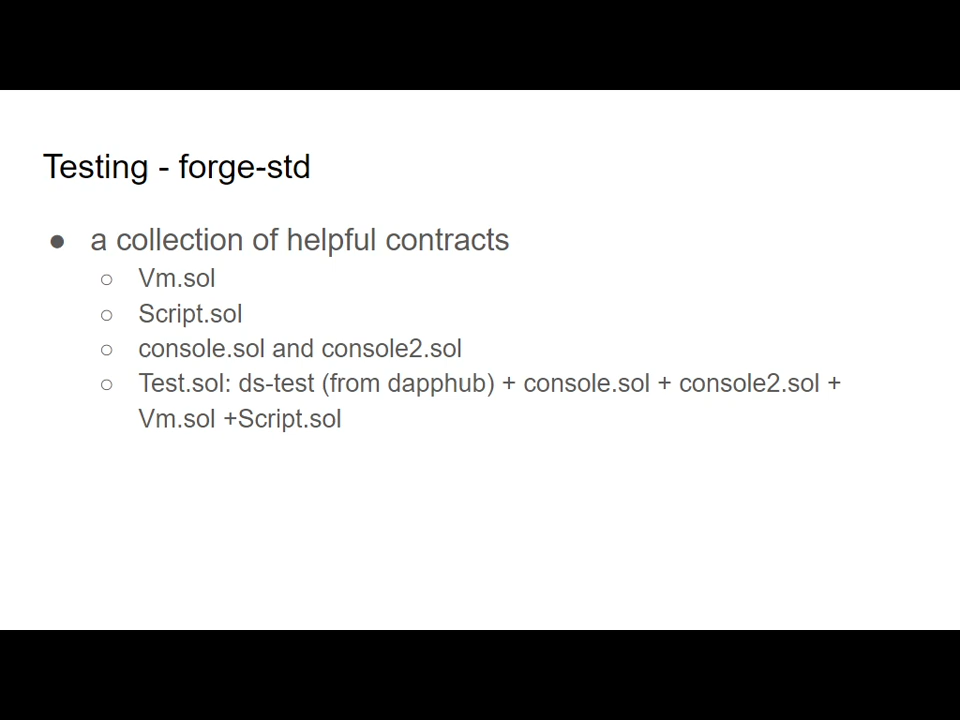 Testing - forge-std
● a collection of helpful contracts
○ Vm.sol
○ Script.sol
○ console.sol and console2.sol
○ Test.sol: ds-test (from dapphub) + console.sol + console2.sol +
Vm.sol +Script.sol